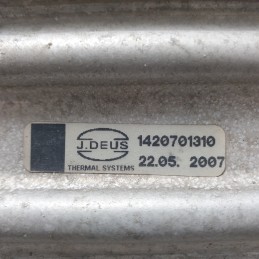 J.DEUS
THERMAL SYSTEMS
1420701310
22.05. 2007